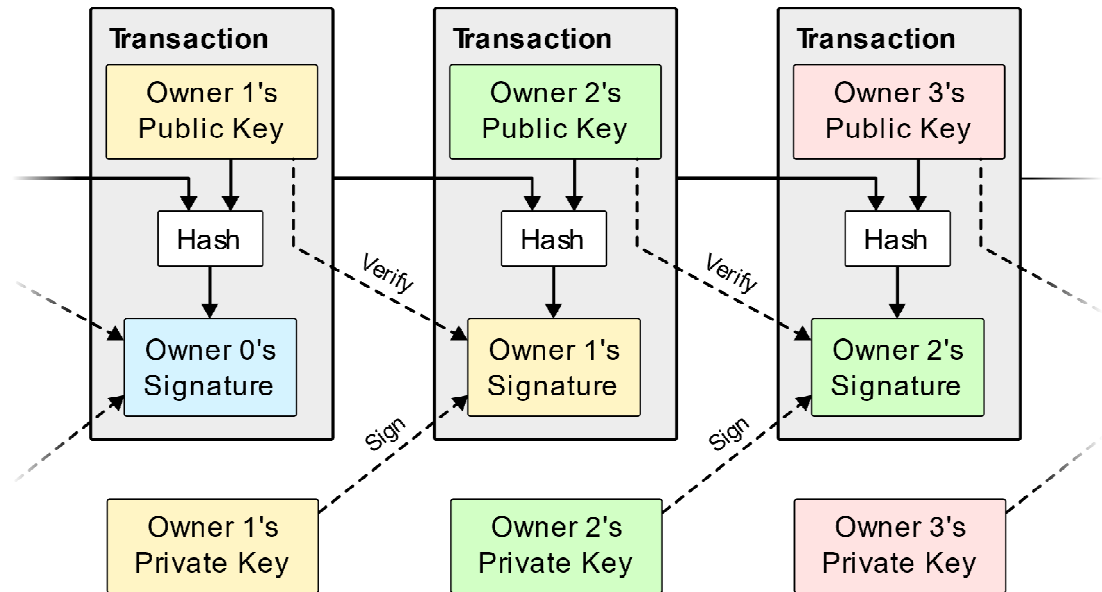 Transaction
Owner 1's
Public Key
Hash
Owner 0's
Signature
Transaction
Owner 2's
Public Key
Hash
Verify
Owner 1's
Signature
Sign
Transaction
Owner 3's
Public Key
Hash
Verify
Owner 2's
Signature
Sign
Owner 1's
Private Key
Owner 2's
Private Key
Owner 3's
Private Key